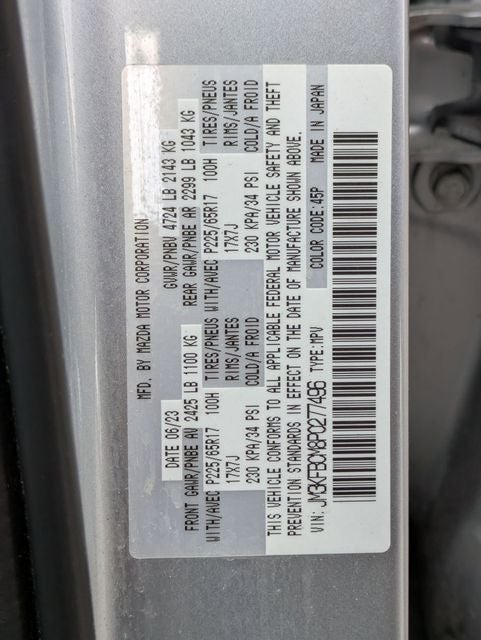 MFD. BY MAZDA MOTOR CORPORATION
DATE 06/23 GVWR/PNBV 4724 LB 2143 KG
FRONT GAWR/PNBE AV 2425 LB 1100 KG REAR GAWR/PNBE AR 2299 LB 1043 KG
WITH/AVEC P225/65R17 100H TIRES/PNEUS WITH/AVEC P225/65R17 100H TIRES/PNEUS
17X7J RIMS/JANTES 17X7J RIMS/JANTES
230 KPA/34 PSI COLD/A FROID 230 KPA/34 PSI COLD/A FROID
THIS VEHICLE CONFORMS TO ALL APPLICABLE FEDERAL MOTOR VEHICLE SAFETY AND THEFT
PREVENTION STANDARDS IN EFFECT ON THE DATE OF MANUFACTURE SHOWN ABOVE.
VIN: JM3KFBCM8P0277496 TYPE:MPV COLOR CODE:45P MADE IN JAPAN